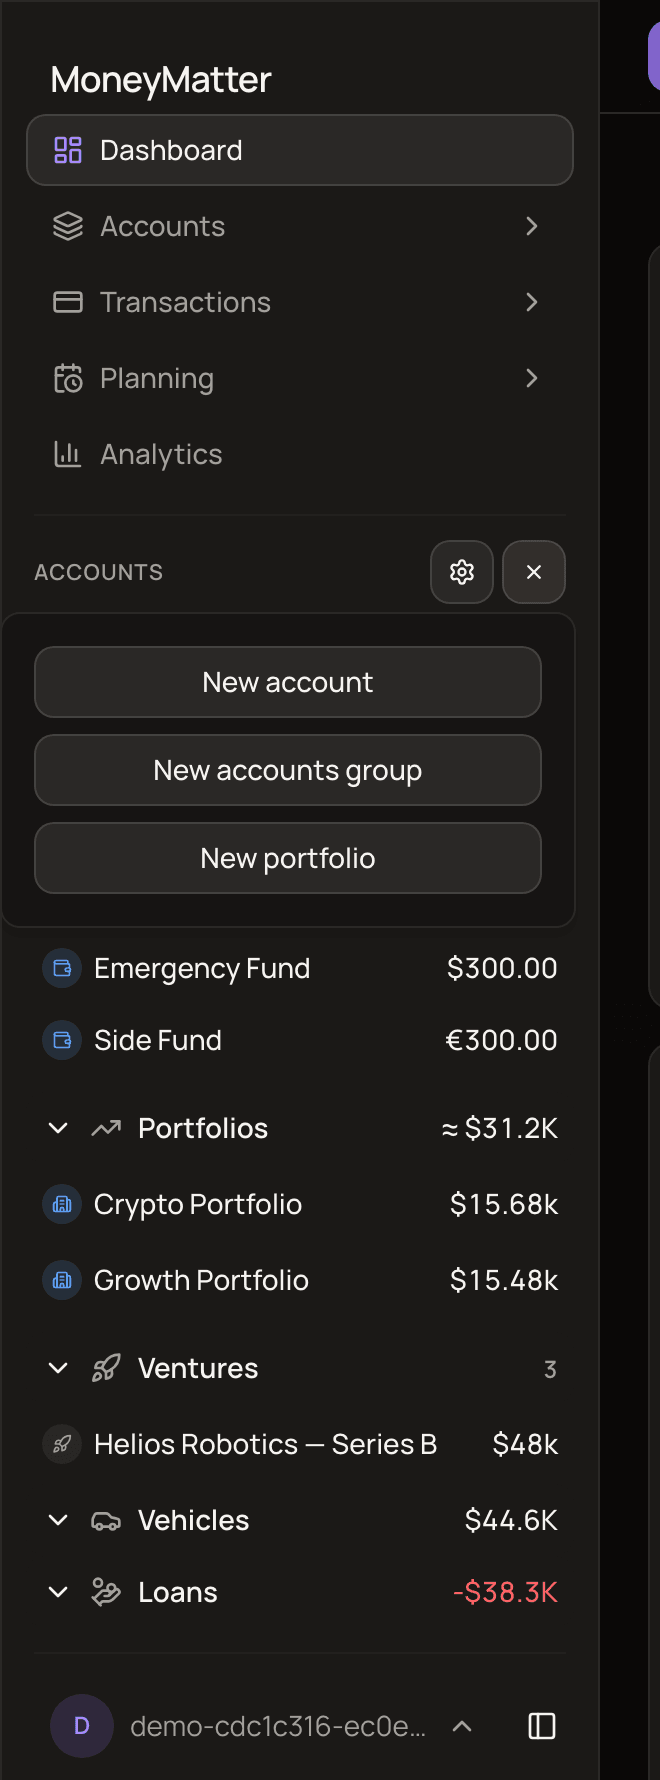 MoneyMatter
Dashboard
Accounts
Transactions
Planning
Analytics
ACCOUNTS
New account
New accounts group
New portfolio
Emergency Fund $300.00
Side Fund €300.00
Portfolios ≈ $31.2K
Crypto Portfolio $15.68k
Growth Portfolio $15.48k
Ventures 3
Helios Robotics — Series B $48k
Vehicles $44.6K
Loans -$38.3K
D demo-cdc1c316-ec0e...